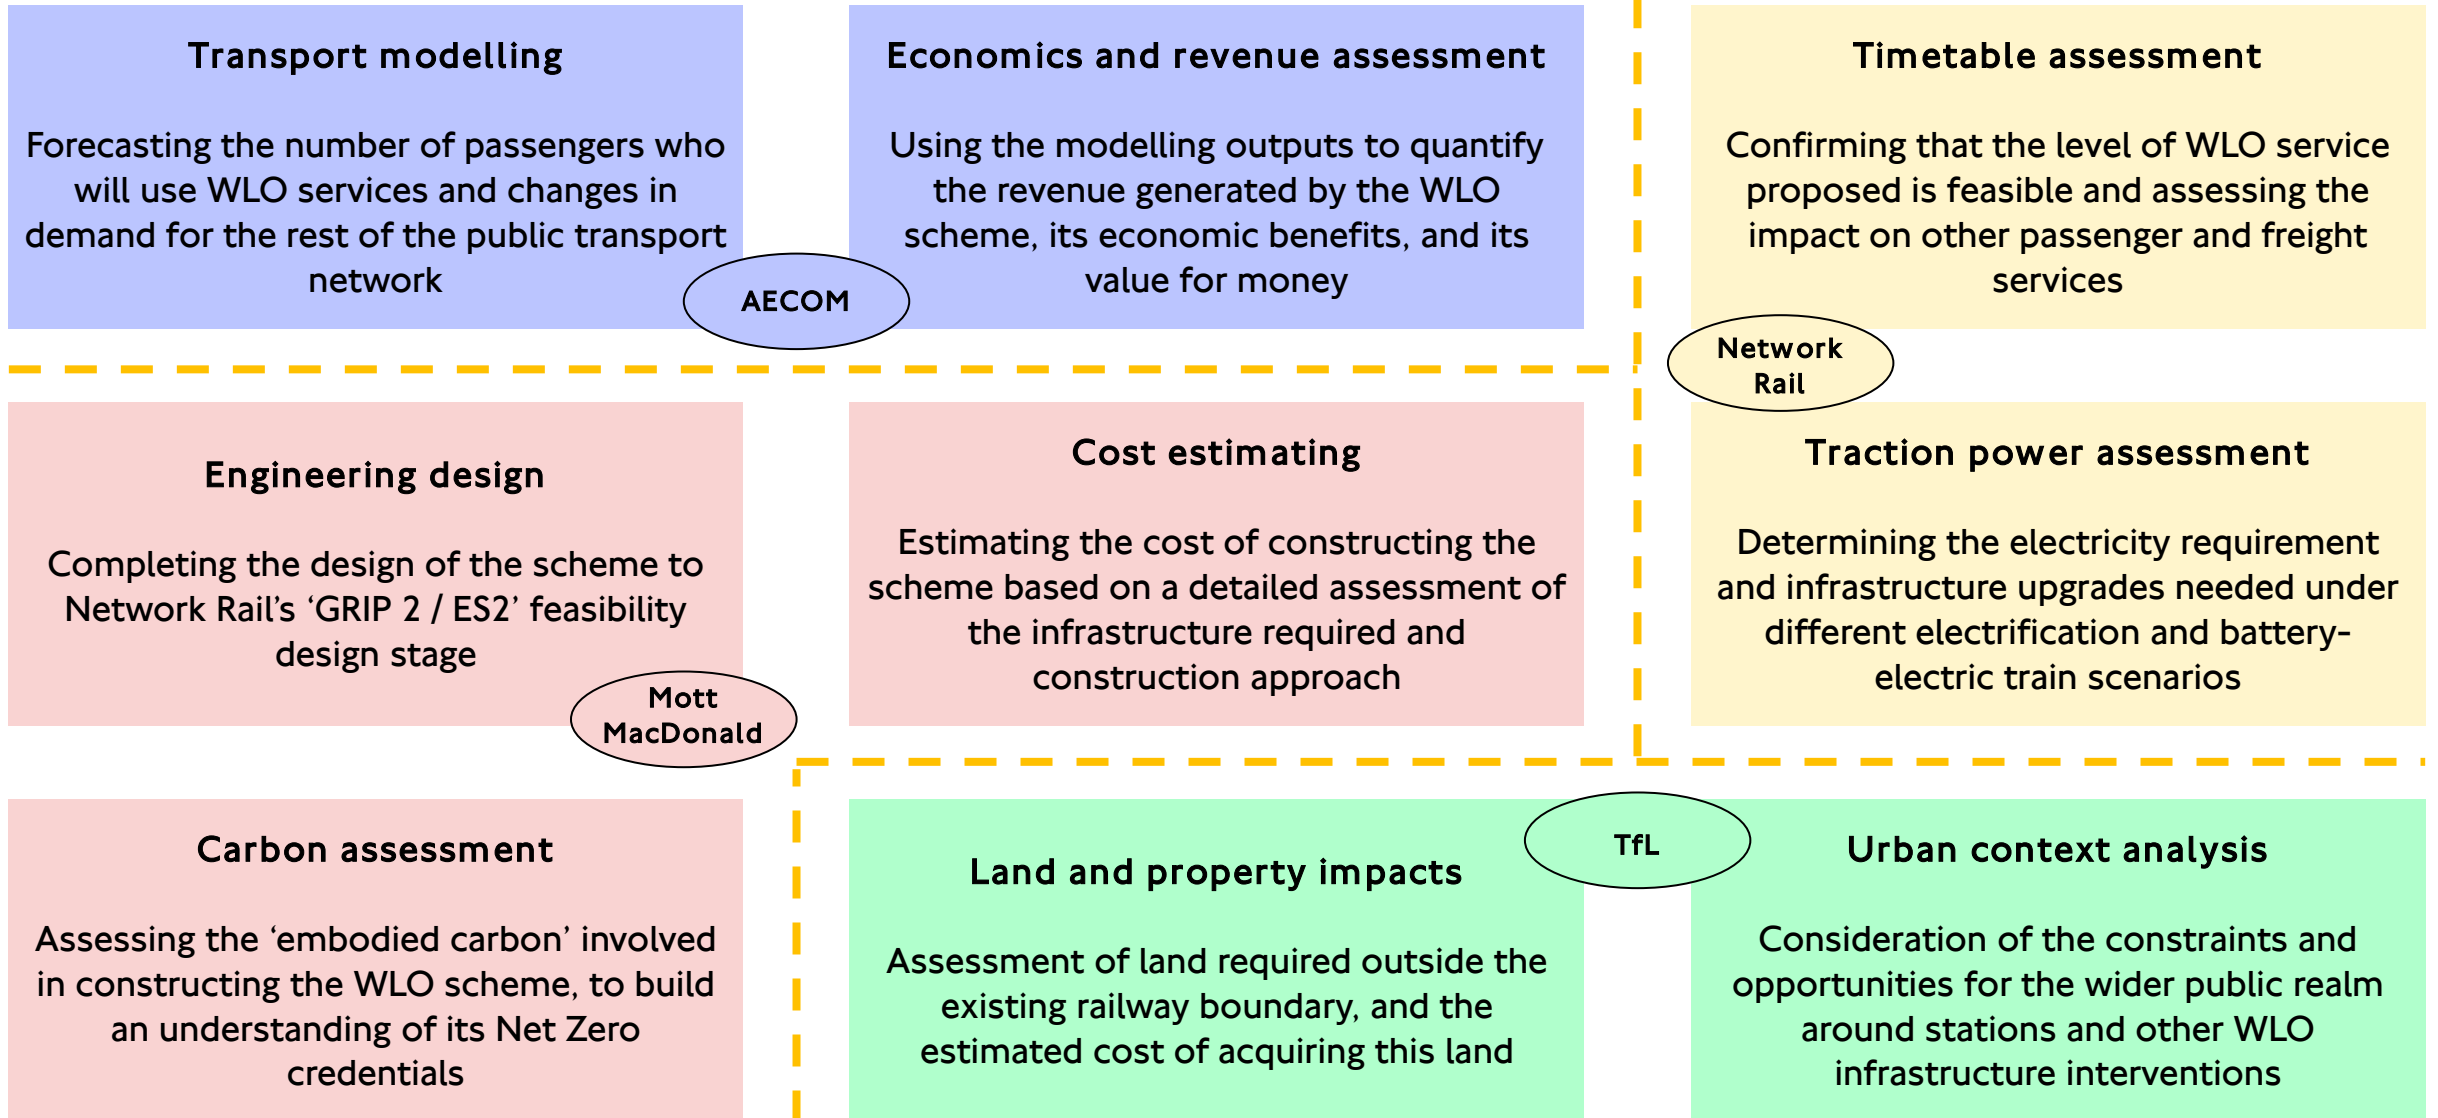 Transport modelling
Forecasting the number of passengers who
will use WLO services and changes in
demand for the rest of the public transport
network
Economics and revenue assessment
Using the modelling outputs to quantify
the revenue generated by the WLO
scheme, its economic benefits, and its
value for money
AECOM
Timetable assessment
Confirming that the level of WLO service
proposed is feasible and assessing the
impact on other passenger and freight
services
Network
Rail
Engineering design
Completing the design of the scheme to
Network Rail's ‘GRIP 2 / ES2’ feasibility
design stage
Mott
MacDonald
Cost estimating
Estimating the cost of constructing the
scheme based on a detailed assessment of
the infrastructure required and
construction approach
Traction power assessment
Determining the electricity requirement
and infrastructure upgrades needed under
different electrification and battery-
electric train scenarios
Carbon assessment
Assessing the ‘embodied carbon’ involved
in constructing the WLO scheme, to build
an understanding of its Net Zero
credentials
Land and property impacts
Assessment of land required outside the
existing railway boundary, and the
estimated cost of acquiring this land
TfL
Urban context analysis
Consideration of the constraints and
opportunities for the wider public realm
around stations and other WLO
infrastructure interventions